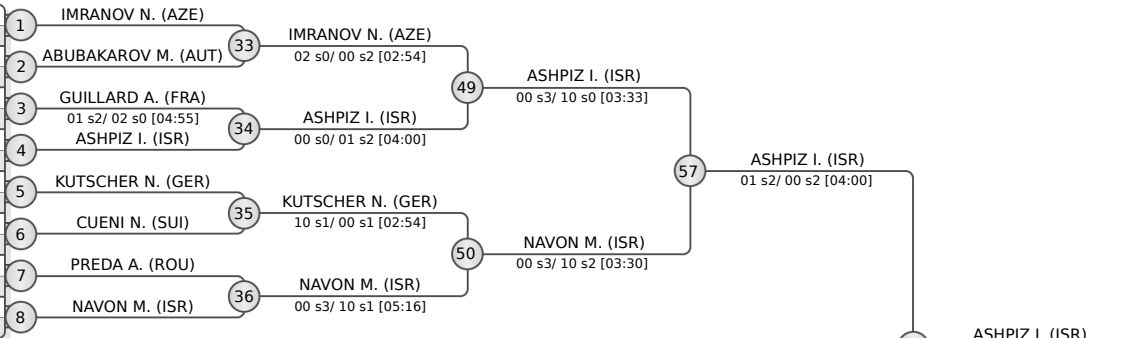 1
IMRANOV N. (AZE)
33
IMRANOV N. (AZE)
02 s0/ 00 s2 [02:54]
2
ABUBAKAROV M. (AUT)
49
ASHPIZ I. (ISR)
00 s3/ 10 s0 [03:33]
3
GUILLARD A. (FRA)
01 s2/ 02 s0 [04:55]
34
ASHPIZ I. (ISR)
00 s0/ 01 s2 [04:00]
4
ASHPIZ I. (ISR)
57
ASHPIZ I. (ISR)
01 s2/ 00 s2 [04:00]
5
KUTSCHER N. (GER)
35
KUTSCHER N. (GER)
10 s1/ 00 s1 [02:54]
6
CUENI N. (SUI)
50
NAVON M. (ISR)
00 s3/ 10 s2 [03:30]
7
PREDA A. (ROU)
36
NAVON M. (ISR)
00 s3/ 10 s1 [05:16]
8
NAVON M. (ISR)
ASHPIZ I. (ISR)